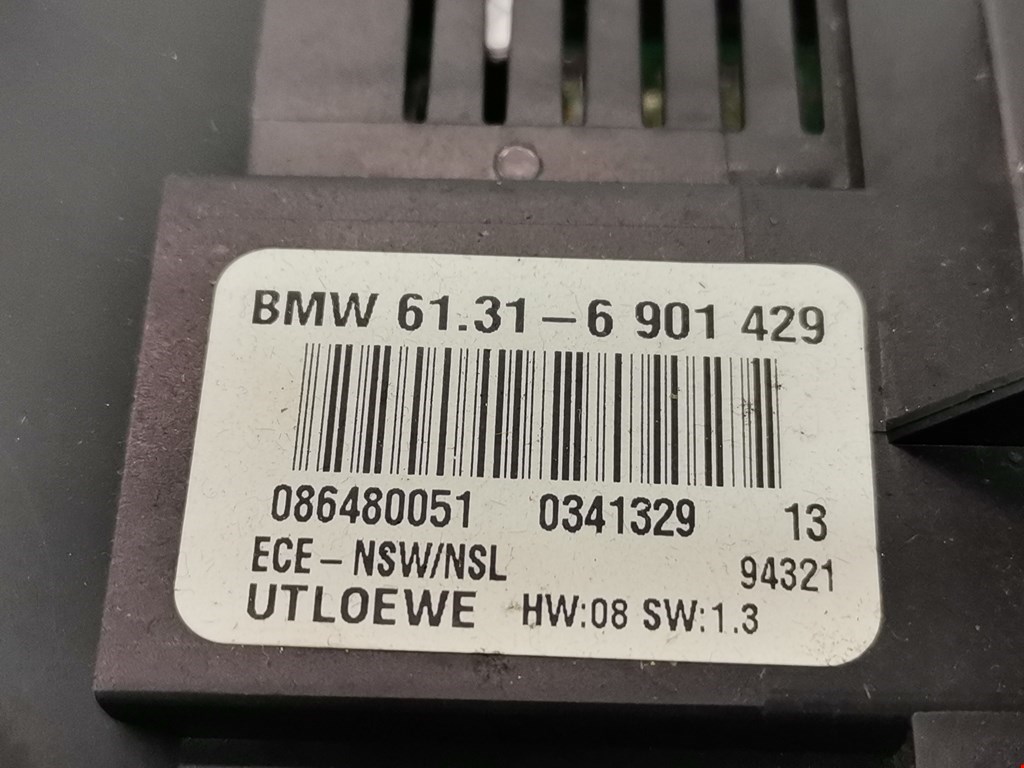 BMW 61.31-6 901 429
086480051 0341329 13
ECE-NSW/NSL 94321
UTLOEWE HW:08 SW:1.3